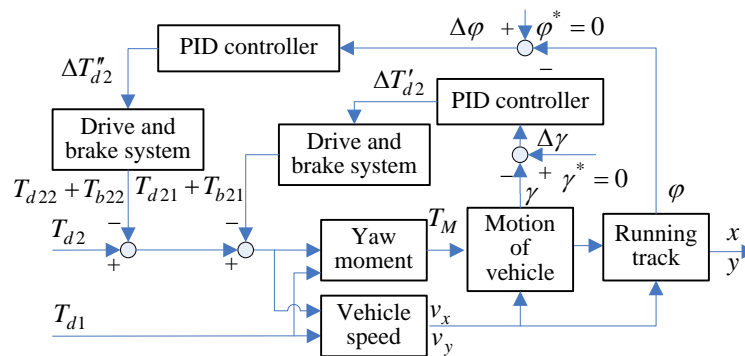 Δφ + φ* = 0
PID controller
−
ΔT''d2
ΔT'd2
PID controller
Drive and
brake system
Drive and
brake system
Δγ
− + γ* = 0
γ
φ
Td22 + Tb22 Td21 + Tb21
− −
Td2
+ +
Yaw
moment
TM
Motion
of
vehicle
Running
track
x
y
Td1
Vehicle
speed
vx
vy